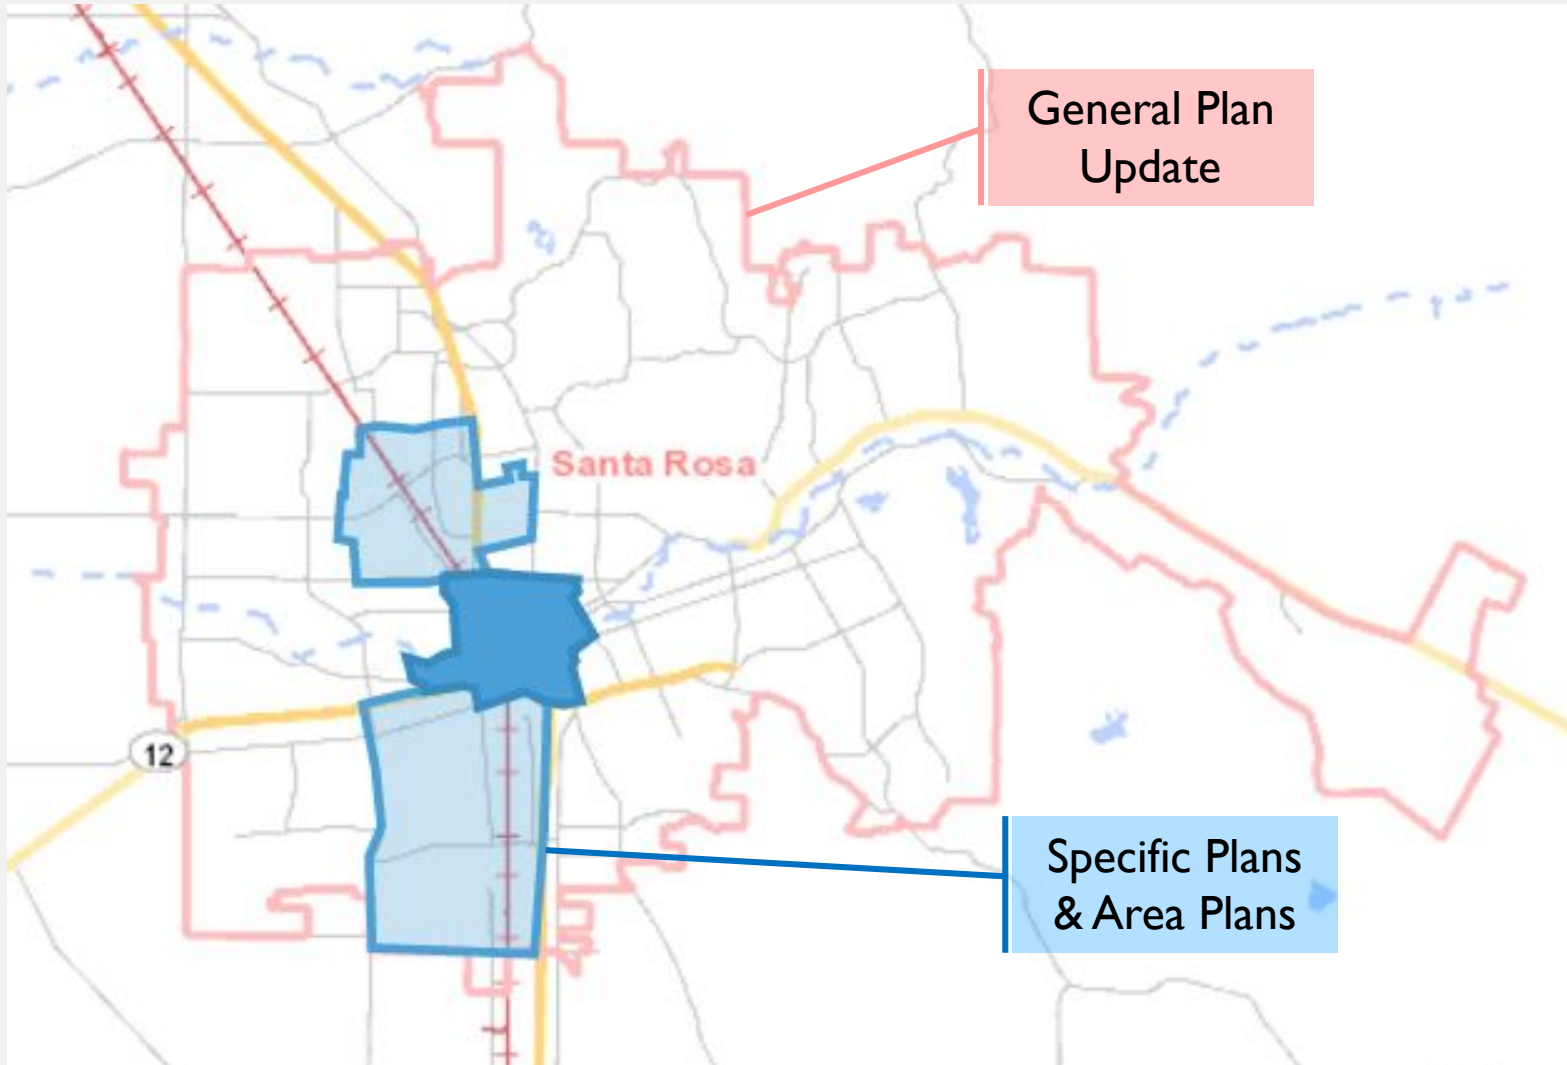 General Plan
Update
Santa Rosa
12
Specific Plans
& Area Plans